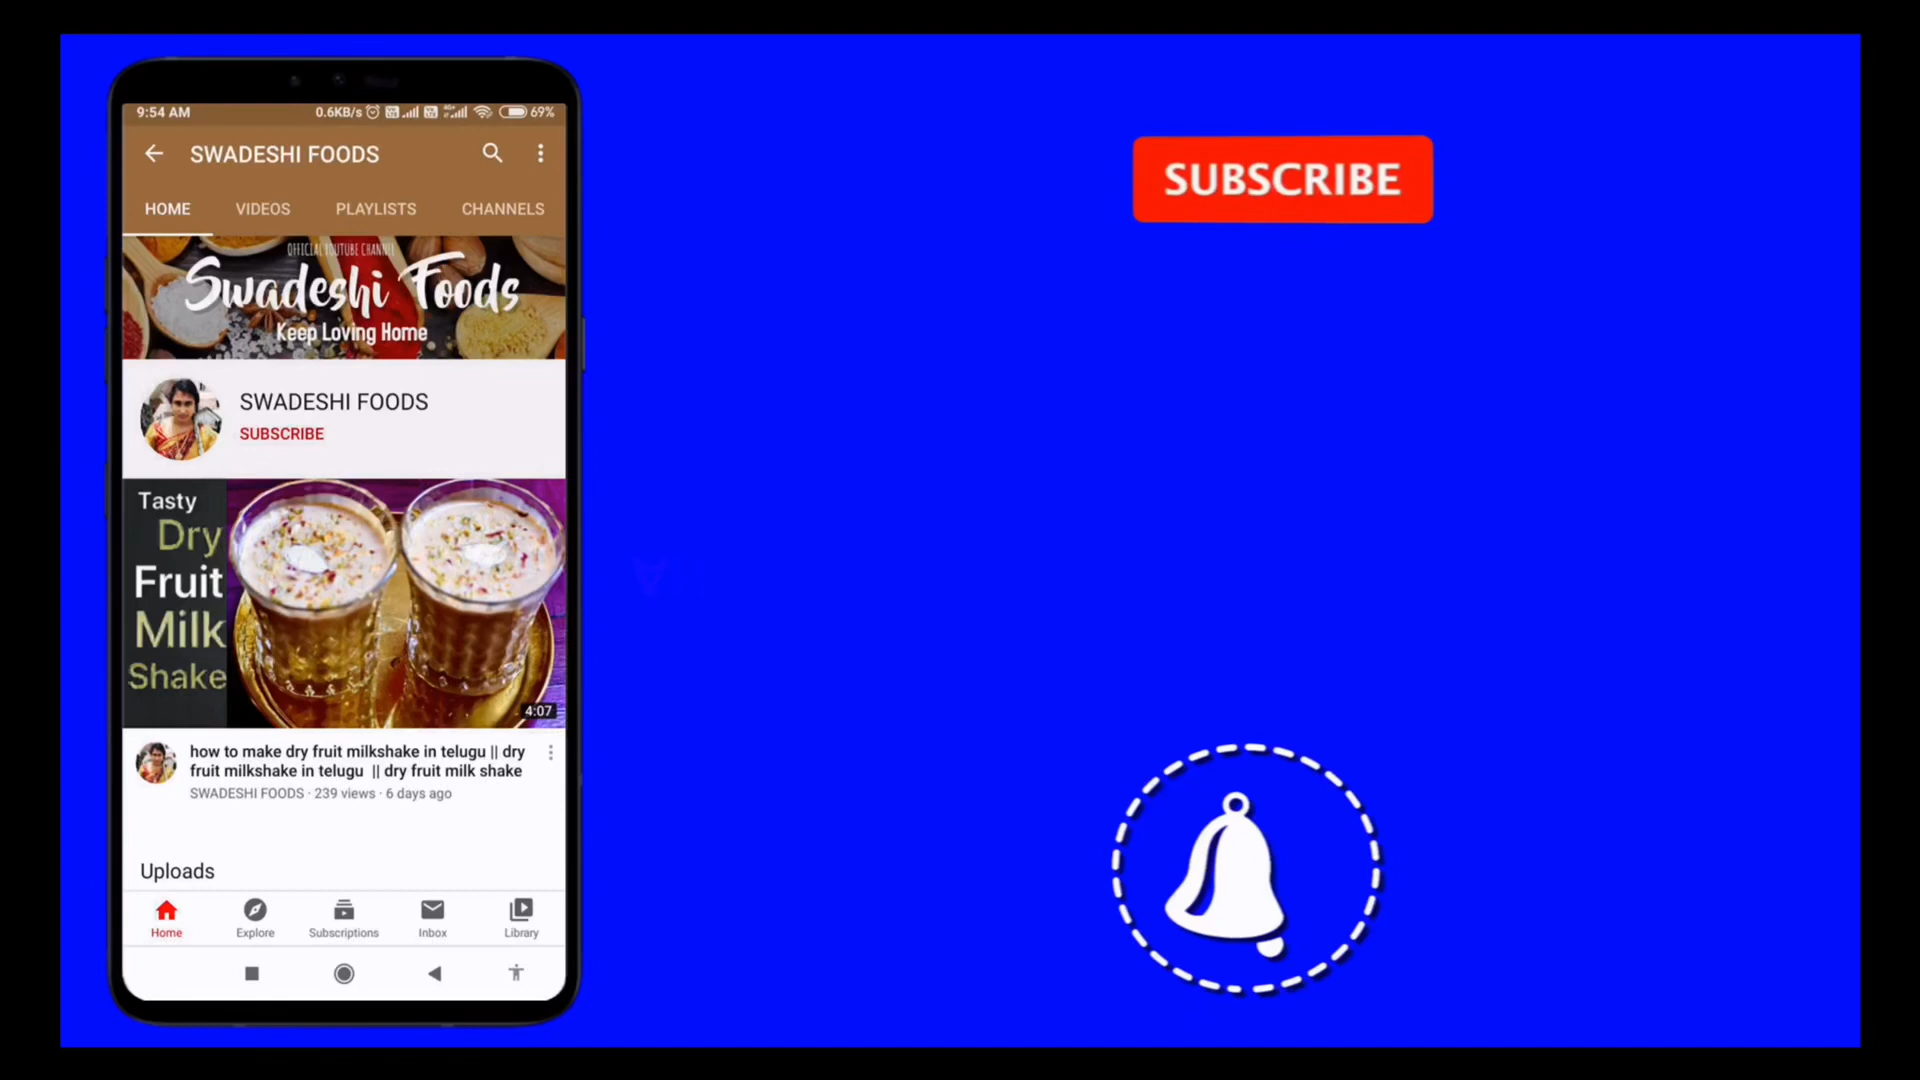 9:54 AM 0.6KB/s 69%
SWADESHI FOODS
HOME VIDEOS PLAYLISTS CHANNELS
OFFICIAL YOUTUBE CHANNEL
Swadeshi Foods
Keep Loving Home
SWADESHI FOODS
SUBSCRIBE
Tasty
Dry
Fruit
Milk
Shake
4:07
how to make dry fruit milkshake in telugu || dry
fruit milkshake in telugu || dry fruit milk shake
SWADESHI FOODS · 239 views · 6 days ago
Uploads
Home Explore Subscriptions Inbox Library
SUBSCRIBE